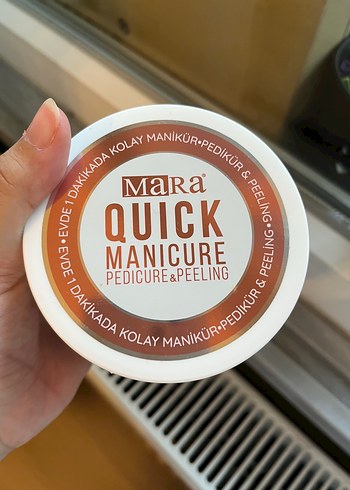 MaRa®
QUICK
MANICURE
PEDICURE&PEELING
• EVDE 1 DAKİKADA KOLAY MANİKÜR•PEDİKÜR & PEELİNG •
EVDE 1 DAKİKADA KOLAY MANİKÜR•PEDİKÜR & PEELİNG •